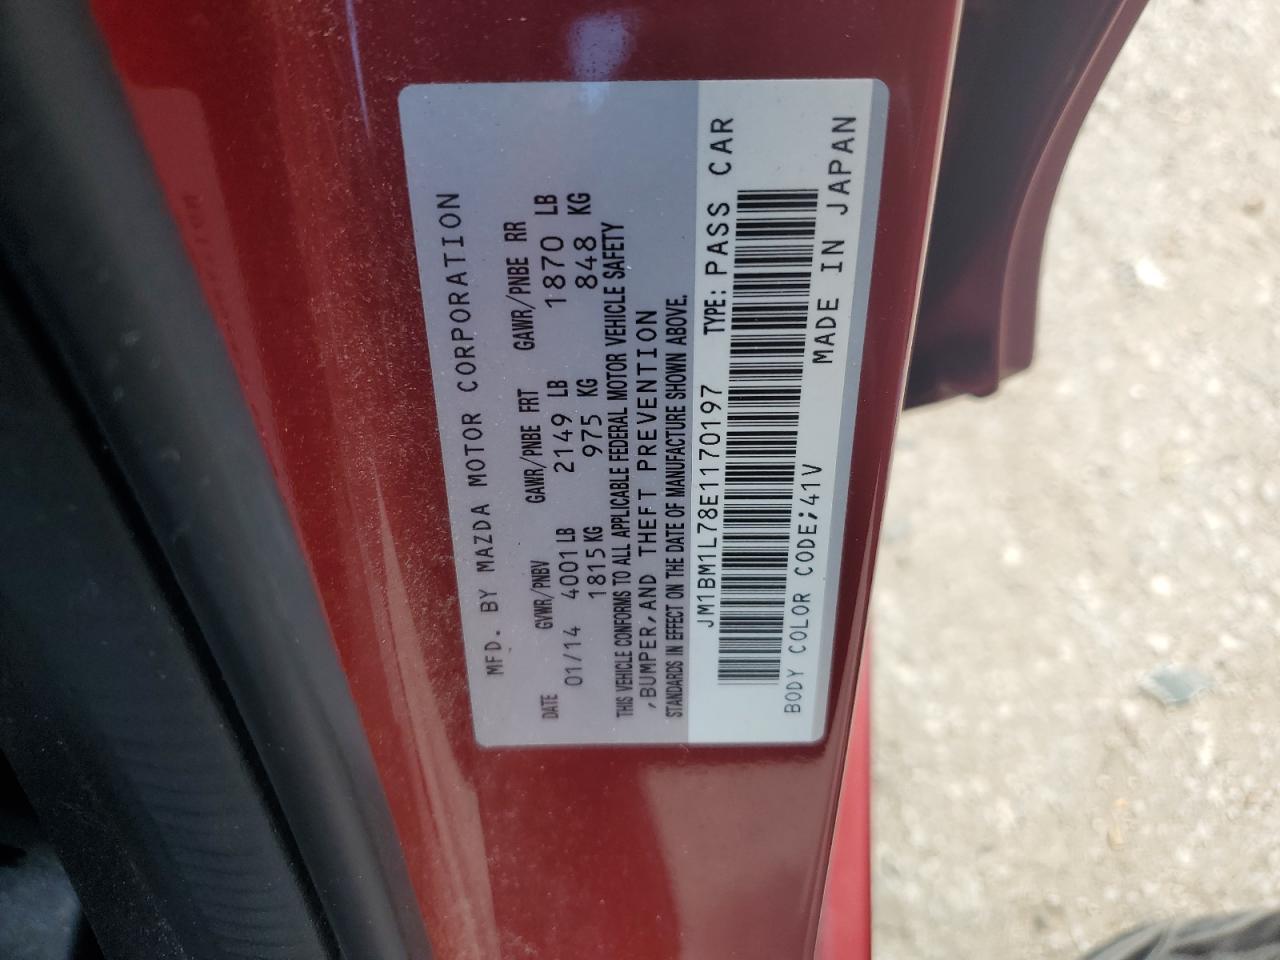 MFD. BY MAZDA MOTOR CORPORATION
DATE GVWR/PNBV GAWR/PNBE FRT GAWR/PNBE RR
01/14 4001 LB 2149 LB 1870 LB
1815 KG 975 KG 848 KG
THIS VEHICLE CONFORMS TO ALL APPLICABLE FEDERAL MOTOR VEHICLE SAFETY
,BUMPER,AND THEFT PREVENTION
STANDARDS IN EFFECT ON THE DATE OF MANUFACTURE SHOWN ABOVE.
JM1BM1L78E1170197 TYPE: PASS CAR
BODY COLOR CODE:41V MADE IN JAPAN